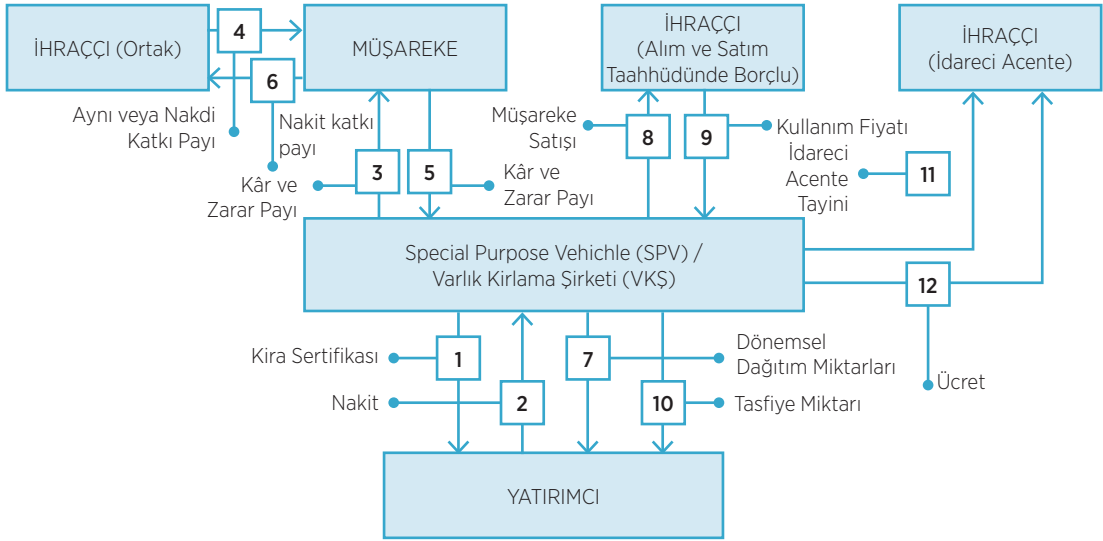 İHRAÇÇI (Ortak)
4
6
MÜŞAREKE
İHRAÇÇI
(Alım ve Satım
Taahhüdünde Borçlu)
İHRAÇÇI
(İdareci Acente)
Aynı veya Nakdi
Katkı Payı
Nakit katkı
payı
Kâr ve
Zarar Payı
3
5
Kâr ve
Zarar Payı
Müşareke
Satışı
8
9
Kullanım Fiyatı
İdareci
Acente
Tayini
11
Special Purpose Vehichle (SPV) /
Varlık Kirlama Şirketi (VKŞ)
12
Ücret
Kira Sertifikası
1
Nakit
2
7
Dönemsel
Dağıtım Miktarları
10
Tasfiye Miktarı
YATIRIMCI